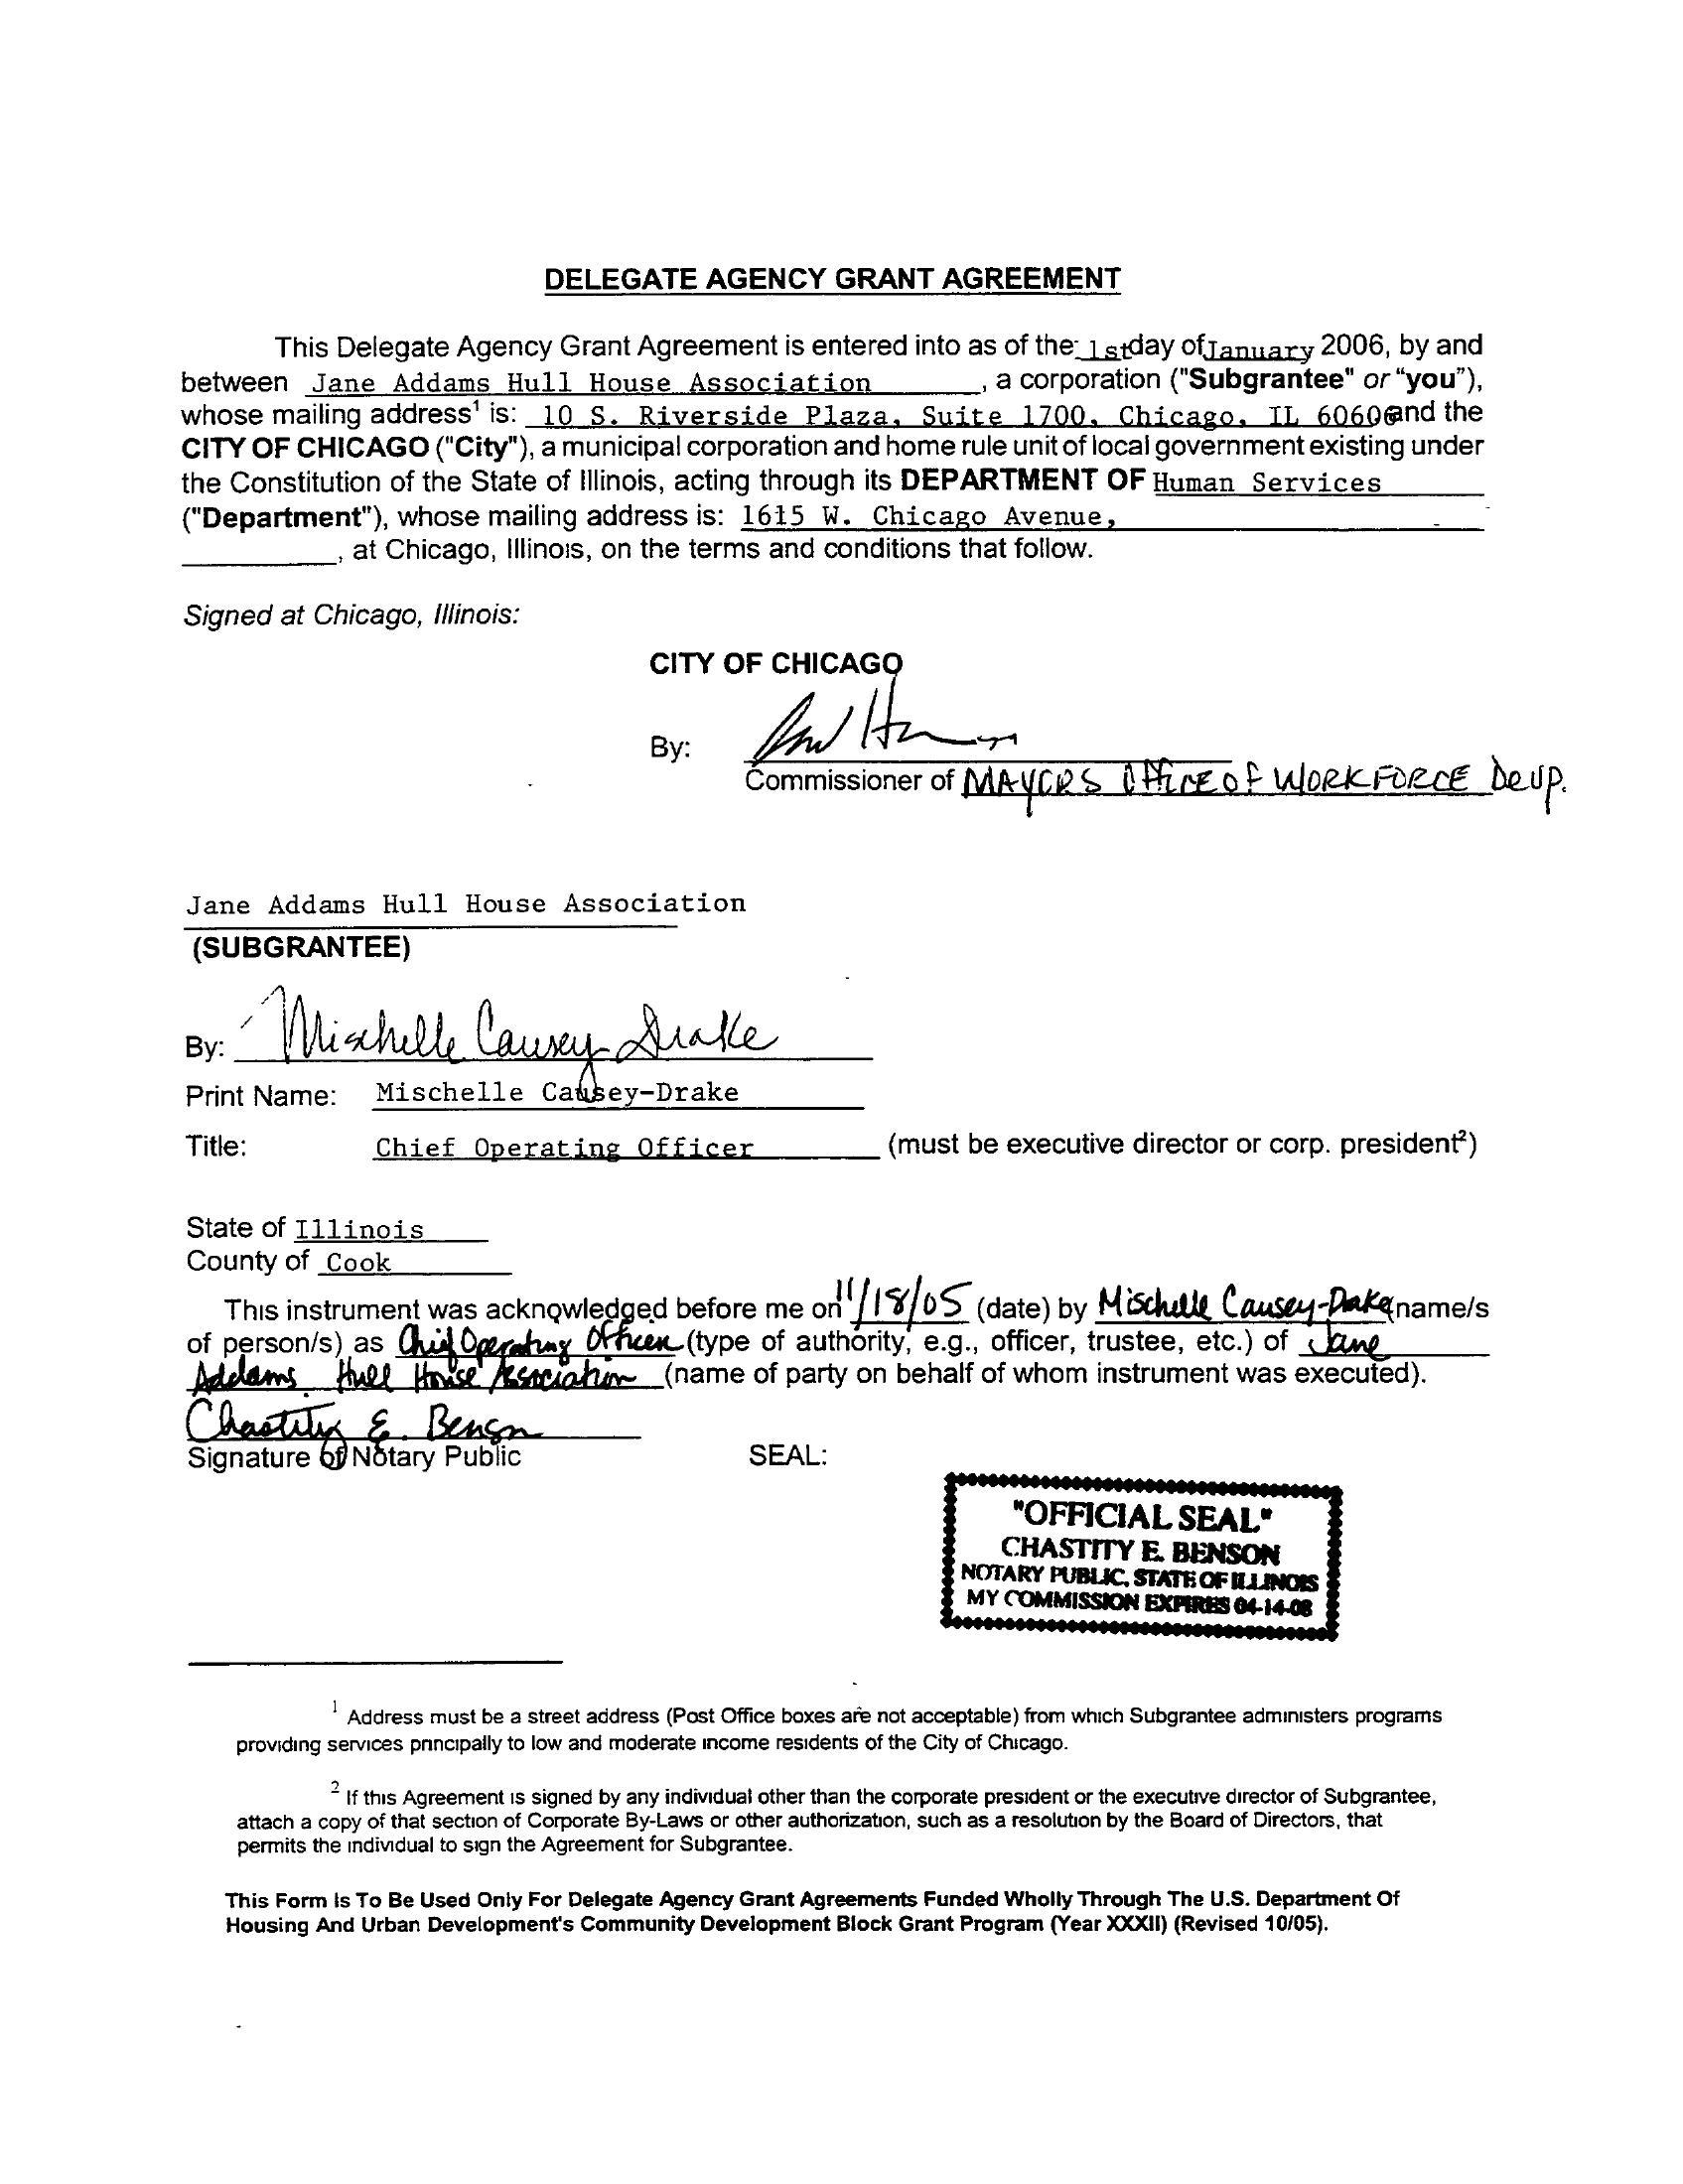 DELEGATE AGENCY GRANT AGREEMENT
This Delegate Agency Grant Agreement is entered into as of the 1st day of January 2006, by and
between Jane Addams Hull House Association , a corporation ("Subgrantee" or "you"),
whose mailing address¹ is: 10 S. Riverside Plaza, Suite 1700, Chicago, IL 60606 and the
CITY OF CHICAGO ("City"), a municipal corporation and home rule unit of local government existing under
the Constitution of the State of Illinois, acting through its DEPARTMENT OF Human Services
("Department"), whose mailing address is: 1615 W. Chicago Avenue,
, at Chicago, Illinois, on the terms and conditions that follow.
Signed at Chicago, Illinois:
CITY OF CHICAGO
By:
Commissioner of MAYORS OFFICE OF WORKFORCE Devp.
Jane Addams Hull House Association
(SUBGRANTEE)
By: Mischelle Causey-Drake
Print Name: Mischelle Causey-Drake
Title: Chief Operating Officer (must be executive director or corp. president²)
State of Illinois
County of Cook
This instrument was acknowledged before me on 11/18/05 (date) by Mischelle Causey-Drake (name/s
of person/s) as Chief Operating Officer (type of authority, e.g., officer, trustee, etc.) of Jane
Addams Hull House Association (name of party on behalf of whom instrument was executed).
Chastity E. Benson
Signature of Notary Public SEAL:
"OFFICIAL SEAL"
CHASTITY E. BENSON
NOTARY PUBLIC, STATE OF ILLINOIS
MY COMMISSION EXPIRES 04-14-08
¹ Address must be a street address (Post Office boxes are not acceptable) from which Subgrantee administers programs
providing services principally to low and moderate income residents of the City of Chicago.
² If this Agreement is signed by any individual other than the corporate president or the executive director of Subgrantee,
attach a copy of that section of Corporate By-Laws or other authorization, such as a resolution by the Board of Directors, that
permits the individual to sign the Agreement for Subgrantee.
This Form Is To Be Used Only For Delegate Agency Grant Agreements Funded Wholly Through The U.S. Department Of
Housing And Urban Development's Community Development Block Grant Program (Year XXXII) (Revised 10/05).